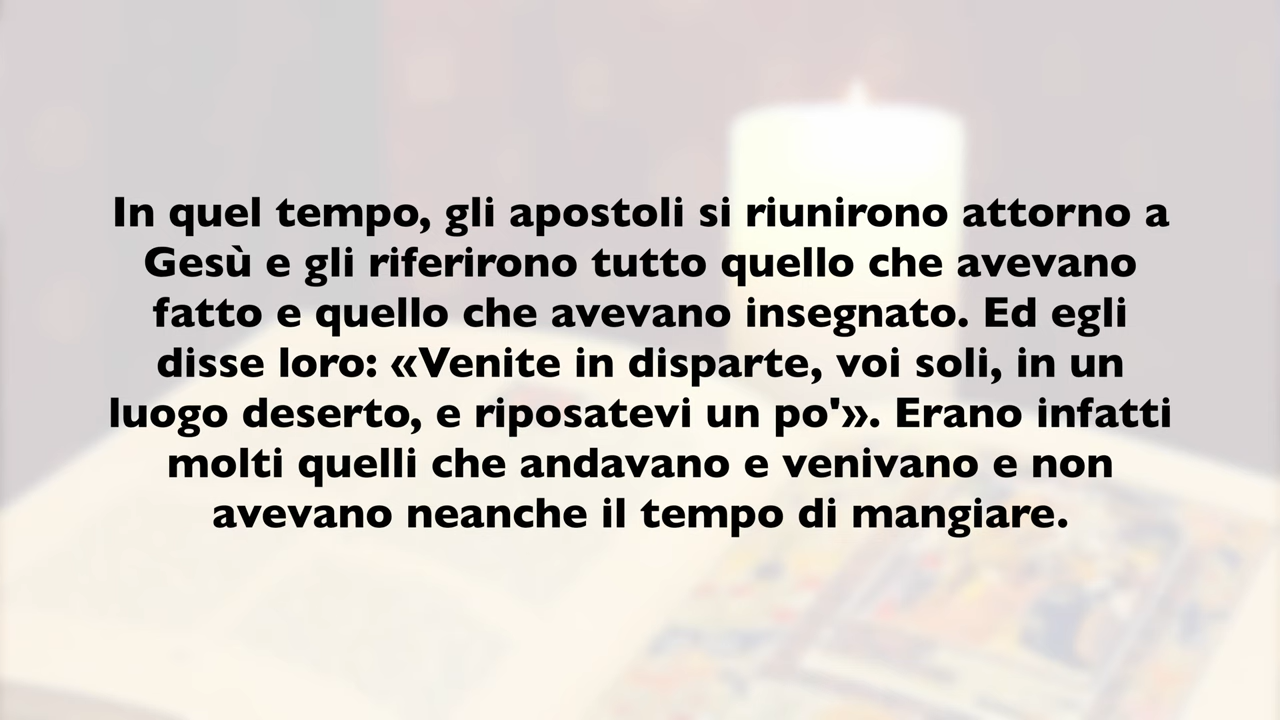 In quel tempo, gli apostoli si riunirono attorno a
Gesù e gli riferirono tutto quello che avevano
fatto e quello che avevano insegnato. Ed egli
disse loro: «Venite in disparte, voi soli, in un
luogo deserto, e riposatevi un po'». Erano infatti
molti quelli che andavano e venivano e non
avevano neanche il tempo di mangiare.